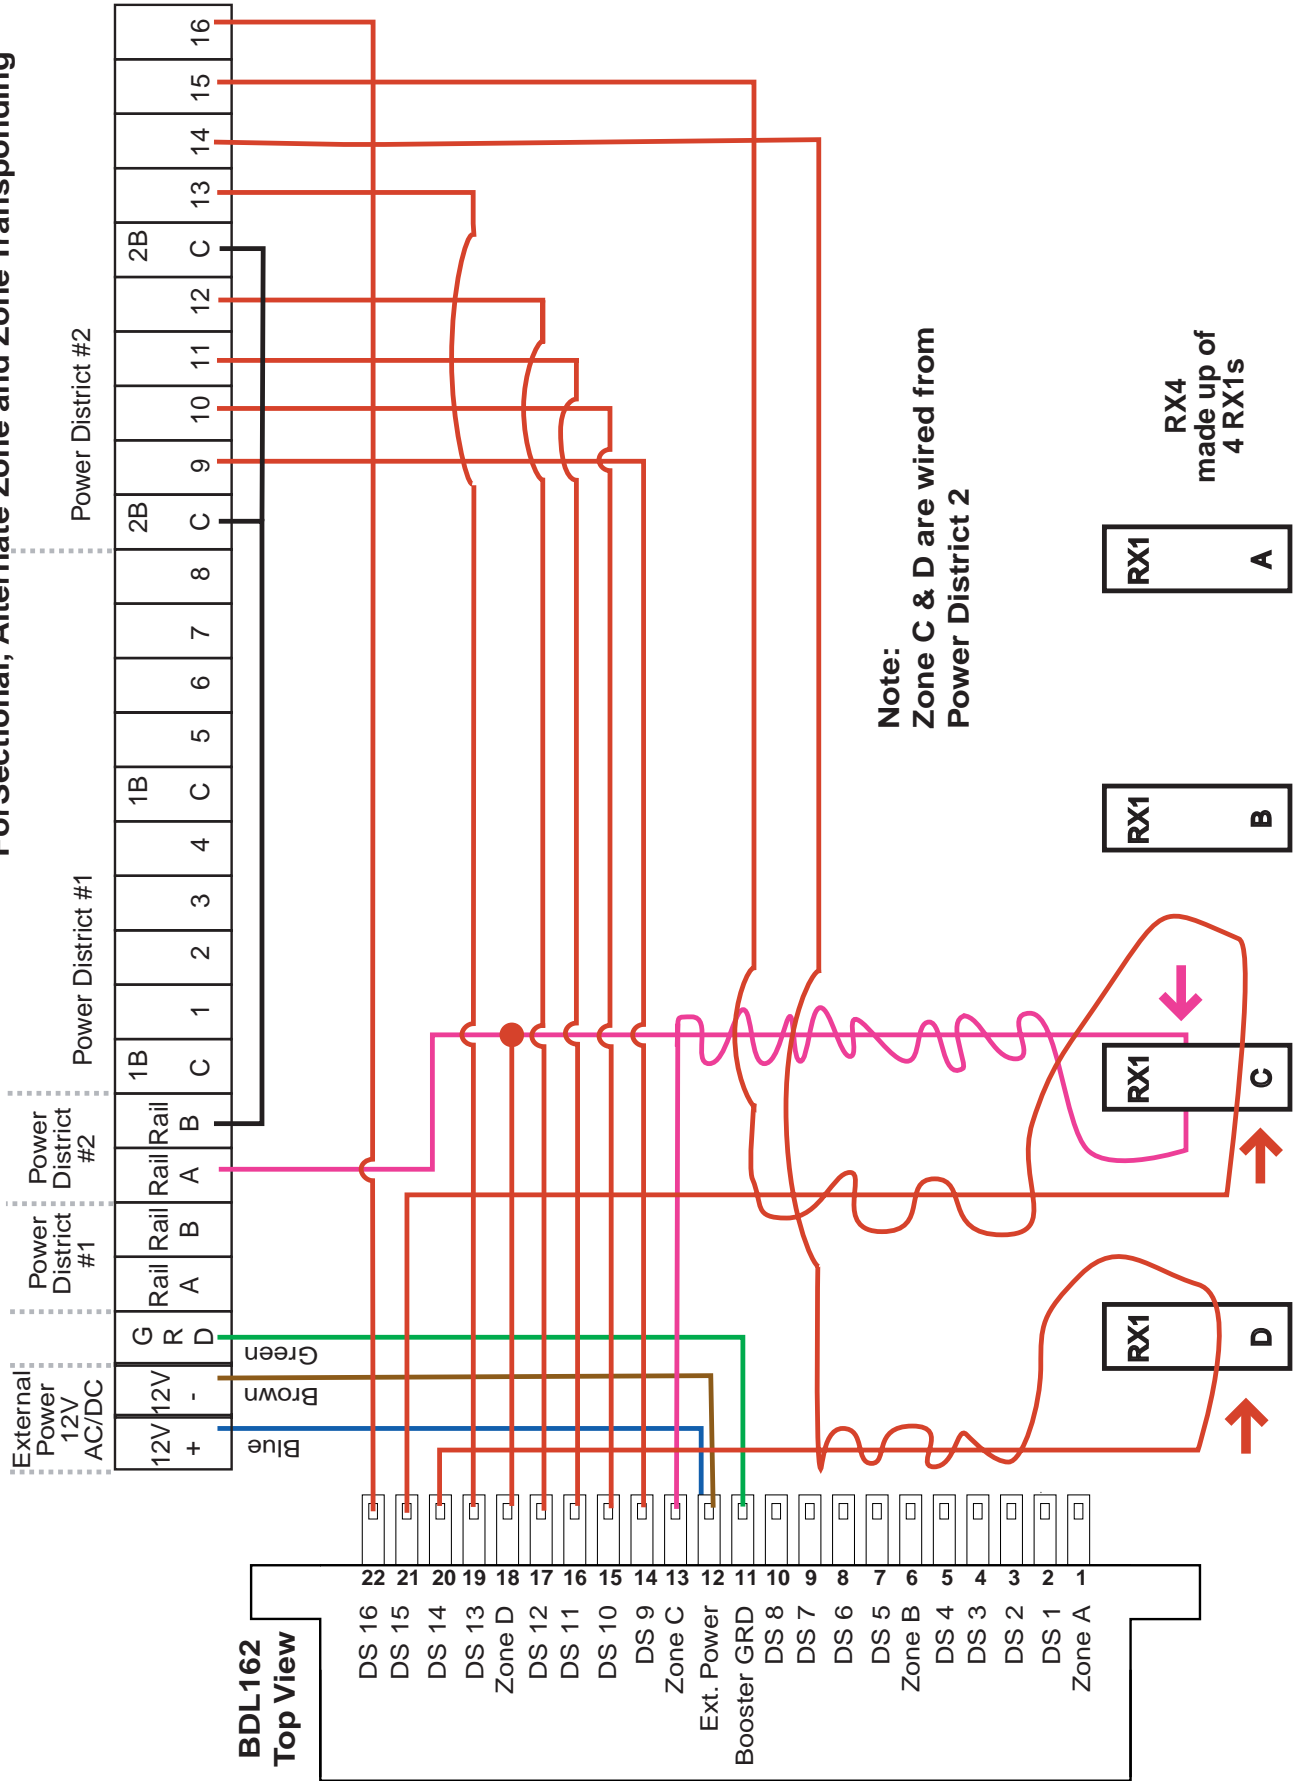 For Sectional, Alternate Zone and Zone Transponding
External
Power
12V
AC/DC
Power
District
#1
Power
District
#2
Power District #1
Power District #2
12V
+
12V
-
G
R
D
Rail
A
Rail
B
Rail
A
Rail
B
1B
C
1
2
3
4
1B
C
5
6
7
8
2B
C
9
10
11
12
2B
C
13
14
15
16
Blue
Brown
Green
BDL162
Top View
22
21
20
19
18
17
16
15
14
13
12
11
10
9
8
7
6
5
4
3
2
1
DS 16
DS 15
DS 14
DS 13
Zone D
DS 12
DS 11
DS 10
DS 9
Zone C
Ext. Power
Booster GRD
DS 8
DS 7
DS 6
DS 5
Zone B
DS 4
DS 3
DS 2
DS 1
Zone A
Note:
Zone C & D are wired from
Power District 2
RX1
D
RX1
C
RX1
B
RX1
A
RX4
made up of
4 RX1s